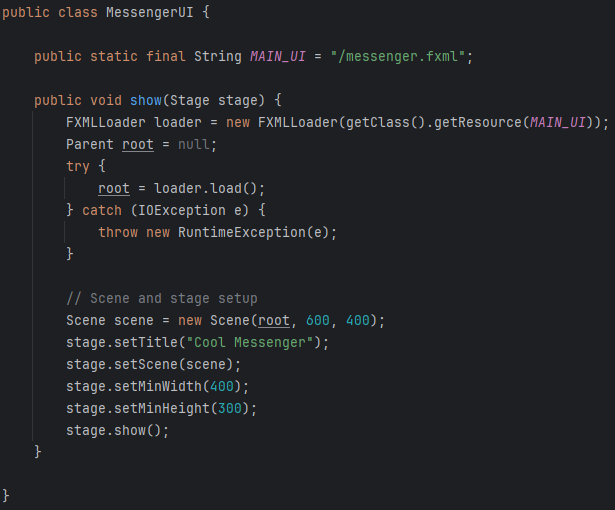 public class MessengerUI {
    public static final String MAIN_UI = "/messenger.fxml";
    public void show(Stage stage) {
        FXMLLoader loader = new FXMLLoader(getClass().getResource(MAIN_UI));
        Parent root = null;
        try {
            root = loader.load();
        } catch (IOException e) {
            throw new RuntimeException(e);
        }
        // Scene and stage setup
        Scene scene = new Scene(root, 600, 400);
        stage.setTitle("Cool Messenger");
        stage.setScene(scene);
        stage.setMinWidth(400);
        stage.setMinHeight(300);
        stage.show();
    }
}